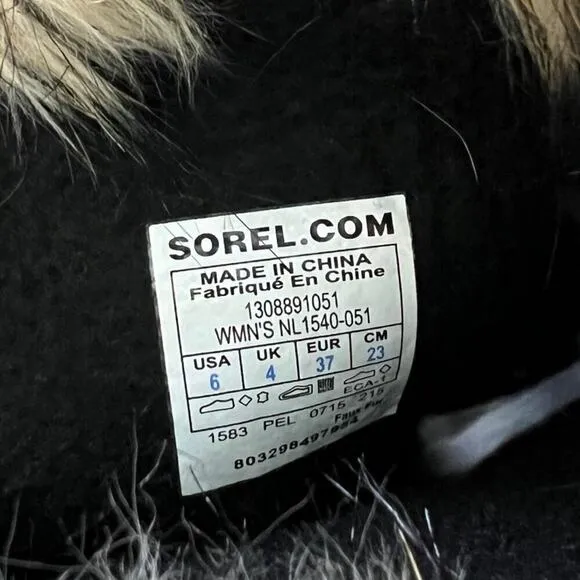 SOREL.COM
MADE IN CHINA
Fabriqué En Chine
1308891051
WMN'S NL1540-051
USA UK EUR CM
6 4 37 23
ECA-1
1583 PEL 0715 215
Faux Fur